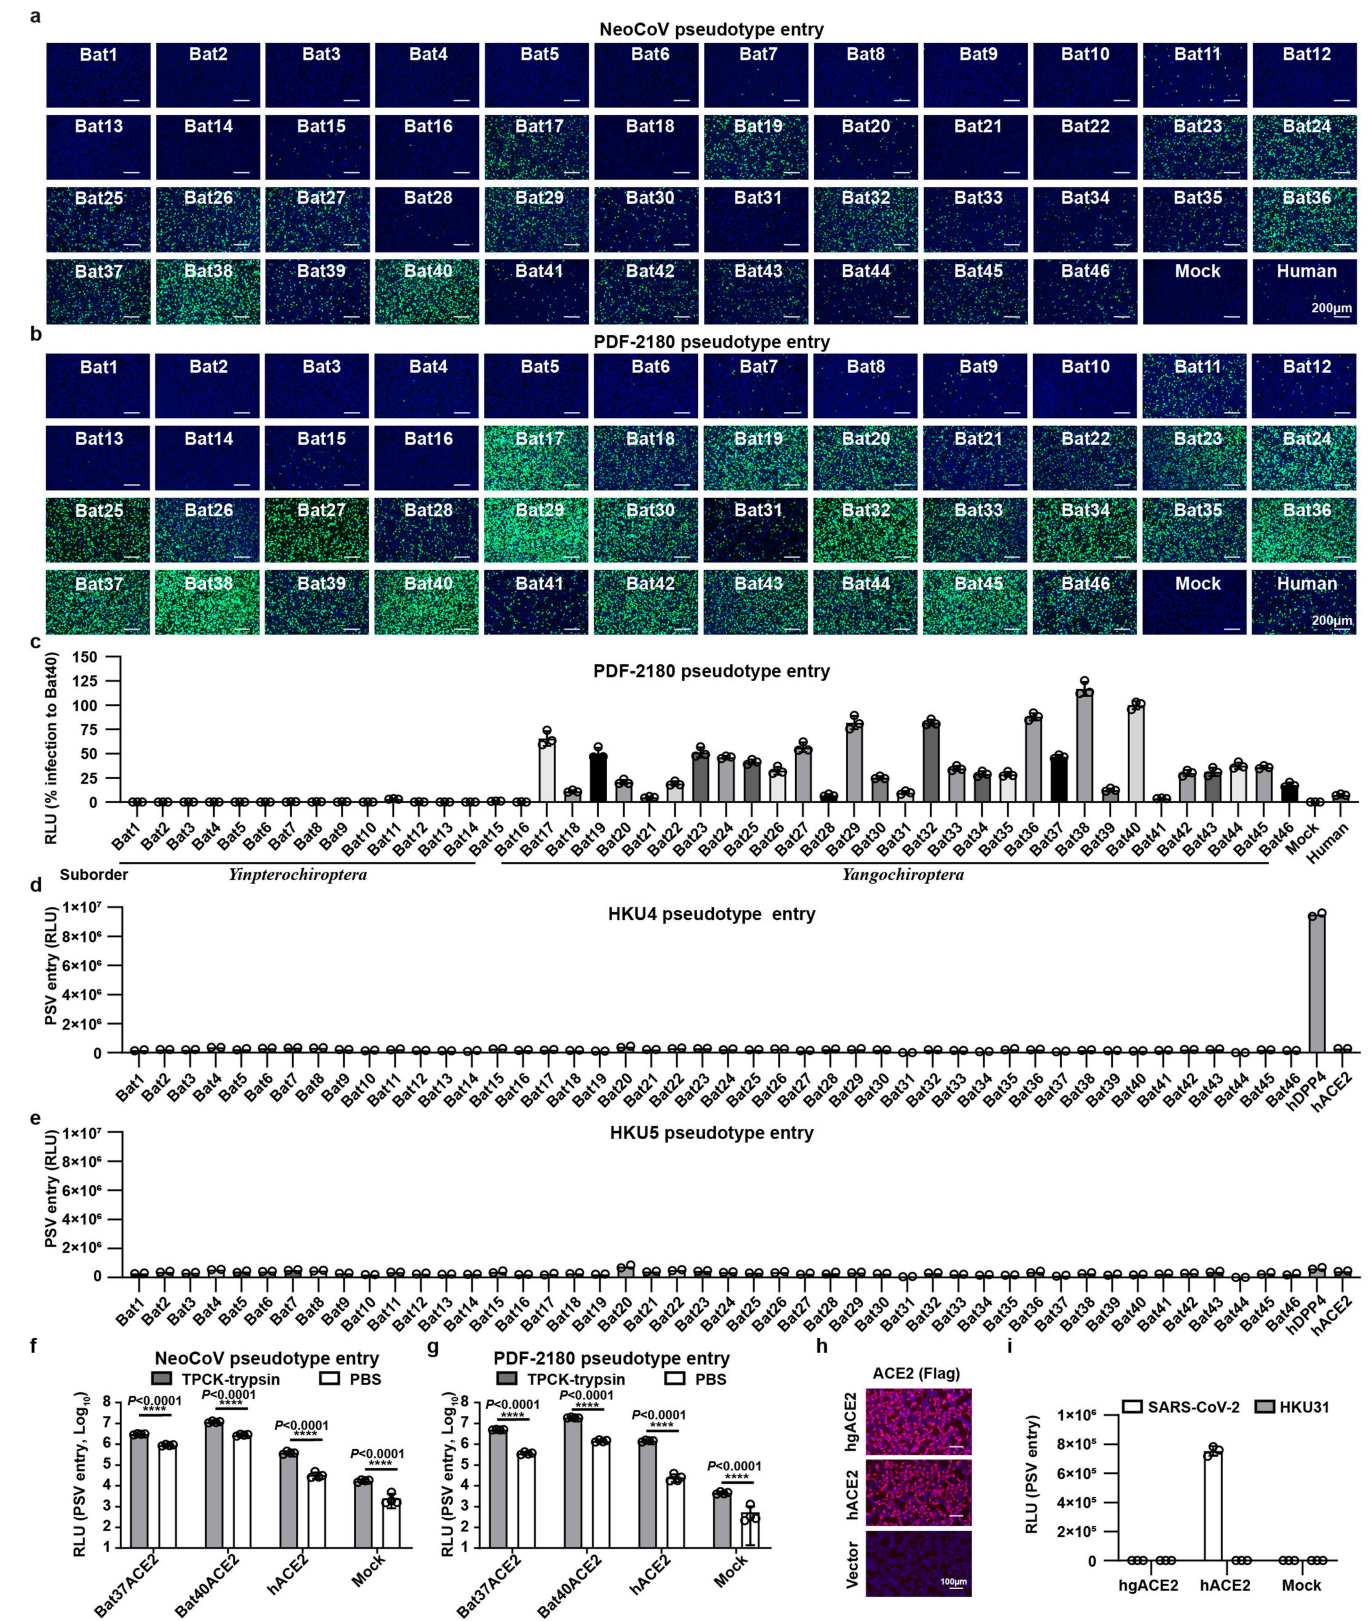 a
NeoCoV pseudotype entry
Bat1 Bat2 Bat3 Bat4 Bat5 Bat6 Bat7 Bat8 Bat9 Bat10 Bat11 Bat12
Bat13 Bat14 Bat15 Bat16 Bat17 Bat18 Bat19 Bat20 Bat21 Bat22 Bat23 Bat24
Bat25 Bat26 Bat27 Bat28 Bat29 Bat30 Bat31 Bat32 Bat33 Bat34 Bat35 Bat36
Bat37 Bat38 Bat39 Bat40 Bat41 Bat42 Bat43 Bat44 Bat45 Bat46 Mock Human
200µm
b
PDF-2180 pseudotype entry
Bat1 Bat2 Bat3 Bat4 Bat5 Bat6 Bat7 Bat8 Bat9 Bat10 Bat11 Bat12
Bat13 Bat14 Bat15 Bat16 Bat17 Bat18 Bat19 Bat20 Bat21 Bat22 Bat23 Bat24
Bat25 Bat26 Bat27 Bat28 Bat29 Bat30 Bat31 Bat32 Bat33 Bat34 Bat35 Bat36
Bat37 Bat38 Bat39 Bat40 Bat41 Bat42 Bat43 Bat44 Bat45 Bat46 Mock Human
200µm
c
PDF-2180 pseudotype entry
RLU (% infection to Bat40)
150
125
100
75
50
25
0
Bat1 Bat2 Bat3 Bat4 Bat5 Bat6 Bat7 Bat8 Bat9 Bat10 Bat11 Bat12 Bat13 Bat14 Bat15 Bat16 Bat17 Bat18 Bat19 Bat20 Bat21 Bat22 Bat23 Bat24 Bat25 Bat26 Bat27 Bat28 Bat29 Bat30 Bat31 Bat32 Bat33 Bat34 Bat35 Bat36 Bat37 Bat38 Bat39 Bat40 Bat41 Bat42 Bat43 Bat44 Bat45 Bat46 Mock Human
Suborder Yinpterochiroptera Yangochiroptera
d
HKU4 pseudotype entry
PSV entry (RLU)
1×10⁷
8×10⁶
6×10⁶
4×10⁶
2×10⁶
0
Bat1 Bat2 Bat3 Bat4 Bat5 Bat6 Bat7 Bat8 Bat9 Bat10 Bat11 Bat12 Bat13 Bat14 Bat15 Bat16 Bat17 Bat18 Bat19 Bat20 Bat21 Bat22 Bat23 Bat24 Bat25 Bat26 Bat27 Bat28 Bat29 Bat30 Bat31 Bat32 Bat33 Bat34 Bat35 Bat36 Bat37 Bat38 Bat39 Bat40 Bat41 Bat42 Bat43 Bat44 Bat45 Bat46 hDPP4 hACE2
e
HKU5 pseudotype entry
PSV entry (RLU)
1×10⁷
8×10⁶
6×10⁶
4×10⁶
2×10⁶
0
Bat1 Bat2 Bat3 Bat4 Bat5 Bat6 Bat7 Bat8 Bat9 Bat10 Bat11 Bat12 Bat13 Bat14 Bat15 Bat16 Bat17 Bat18 Bat19 Bat20 Bat21 Bat22 Bat23 Bat24 Bat25 Bat26 Bat27 Bat28 Bat29 Bat30 Bat31 Bat32 Bat33 Bat34 Bat35 Bat36 Bat37 Bat38 Bat39 Bat40 Bat41 Bat42 Bat43 Bat44 Bat45 Bat46 hDPP4 hACE2
f
NeoCoV pseudotype entry
TPCK-trypsin PBS
RLU (PSV entry, Log₁₀)
8
7
6
5
4
3
2
1
P<0.0001
****
P<0.0001
****
P<0.0001
****
P<0.0001
****
Bat37ACE2 Bat40ACE2 hACE2 Mock
g
PDF-2180 pseudotype entry
TPCK-trypsin PBS
RLU (PSV entry, Log₁₀)
8
7
6
5
4
3
2
1
P<0.0001
****
P<0.0001
****
P<0.0001
****
P<0.0001
****
Bat37ACE2 Bat40ACE2 hACE2 Mock
h
ACE2 (Flag)
hgACE2
hACE2
Vector
100µm
i
SARS-CoV-2 HKU31
RLU (PSV entry)
1×10⁶
8×10⁵
6×10⁵
4×10⁵
2×10⁵
0
hgACE2 hACE2 Mock